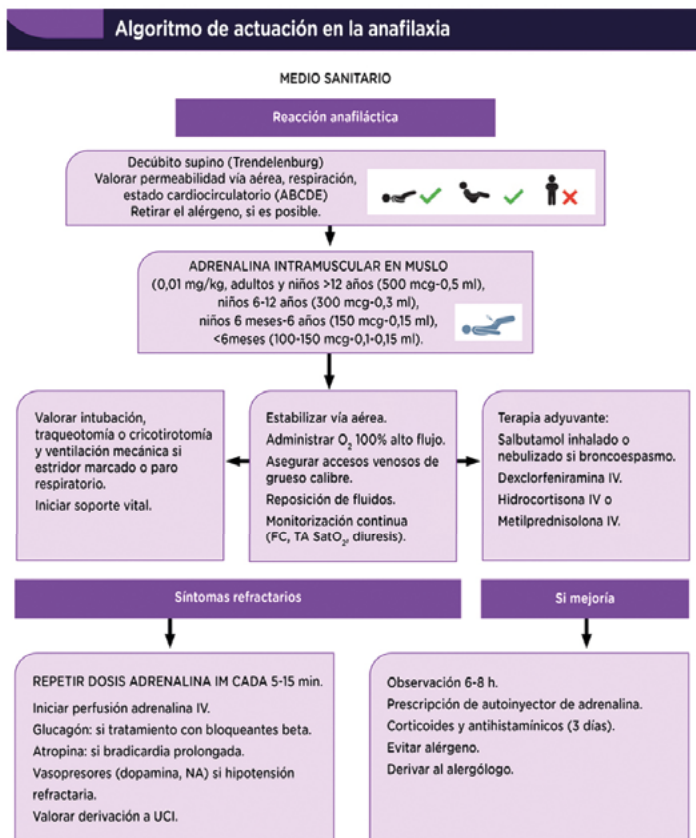 Algoritmo de actuación en la anafilaxia
MEDIO SANITARIO
Reacción anafiláctica
Decúbito supino (Trendelenburg)
Valorar permeabilidad vía aérea, respiración,
estado cardiocirculatorio (ABCDE)
Retirar el alérgeno, si es posible.
ADRENALINA INTRAMUSCULAR EN MUSLO
(0,01 mg/kg, adultos y niños >12 años (500 mcg-0,5 ml),
niños 6-12 años (300 mcg-0,3 ml),
niños 6 meses-6 años (150 mcg-0,15 ml),
<6meses (100-150 mcg-0,1-0,15 ml).
Valorar intubación,
traqueotomía o cricotirotomía
y ventilación mecánica si
estridor marcado o paro
respiratorio.
Iniciar soporte vital.
Estabilizar vía aérea.
Administrar O₂ 100% alto flujo.
Asegurar accesos venosos de
grueso calibre.
Reposición de fluidos.
Monitorización continua
(FC, TA SatO₂, diuresis).
Terapia adyuvante:
Salbutamol inhalado o
nebulizado si broncoespasmo.
Dexclorfeniramina IV.
Hidrocortisona IV o
Metilprednisolona IV.
Síntomas refractarios
REPETIR DOSIS ADRENALINA IM CADA 5-15 min.
Iniciar perfusión adrenalina IV.
Glucagón: si tratamiento con bloqueantes beta.
Atropina: si bradicardia prolongada.
Vasopresores (dopamina, NA) si hipotensión
refractaria.
Valorar derivación a UCI.
Si mejoría
Observación 6-8 h.
Prescripción de autoinyector de adrenalina.
Corticoides y antihistamínicos (3 días).
Evitar alérgeno.
Derivar al alergólogo.